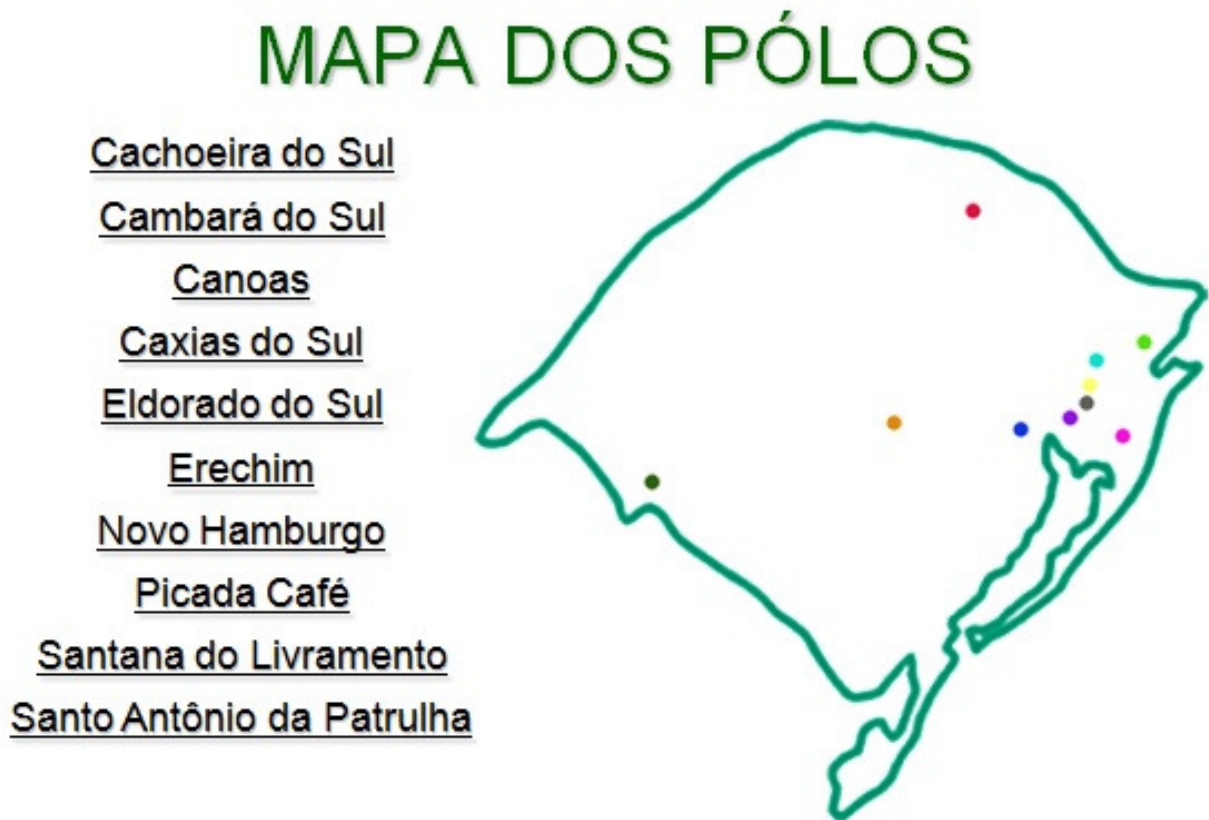 MAPA DOS PÓLOS
Cachoeira do Sul
Cambará do Sul
Canoas
Caxias do Sul
Eldorado do Sul
Erechim
Novo Hamburgo
Picada Café
Santana do Livramento
Santo Antônio da Patrulha